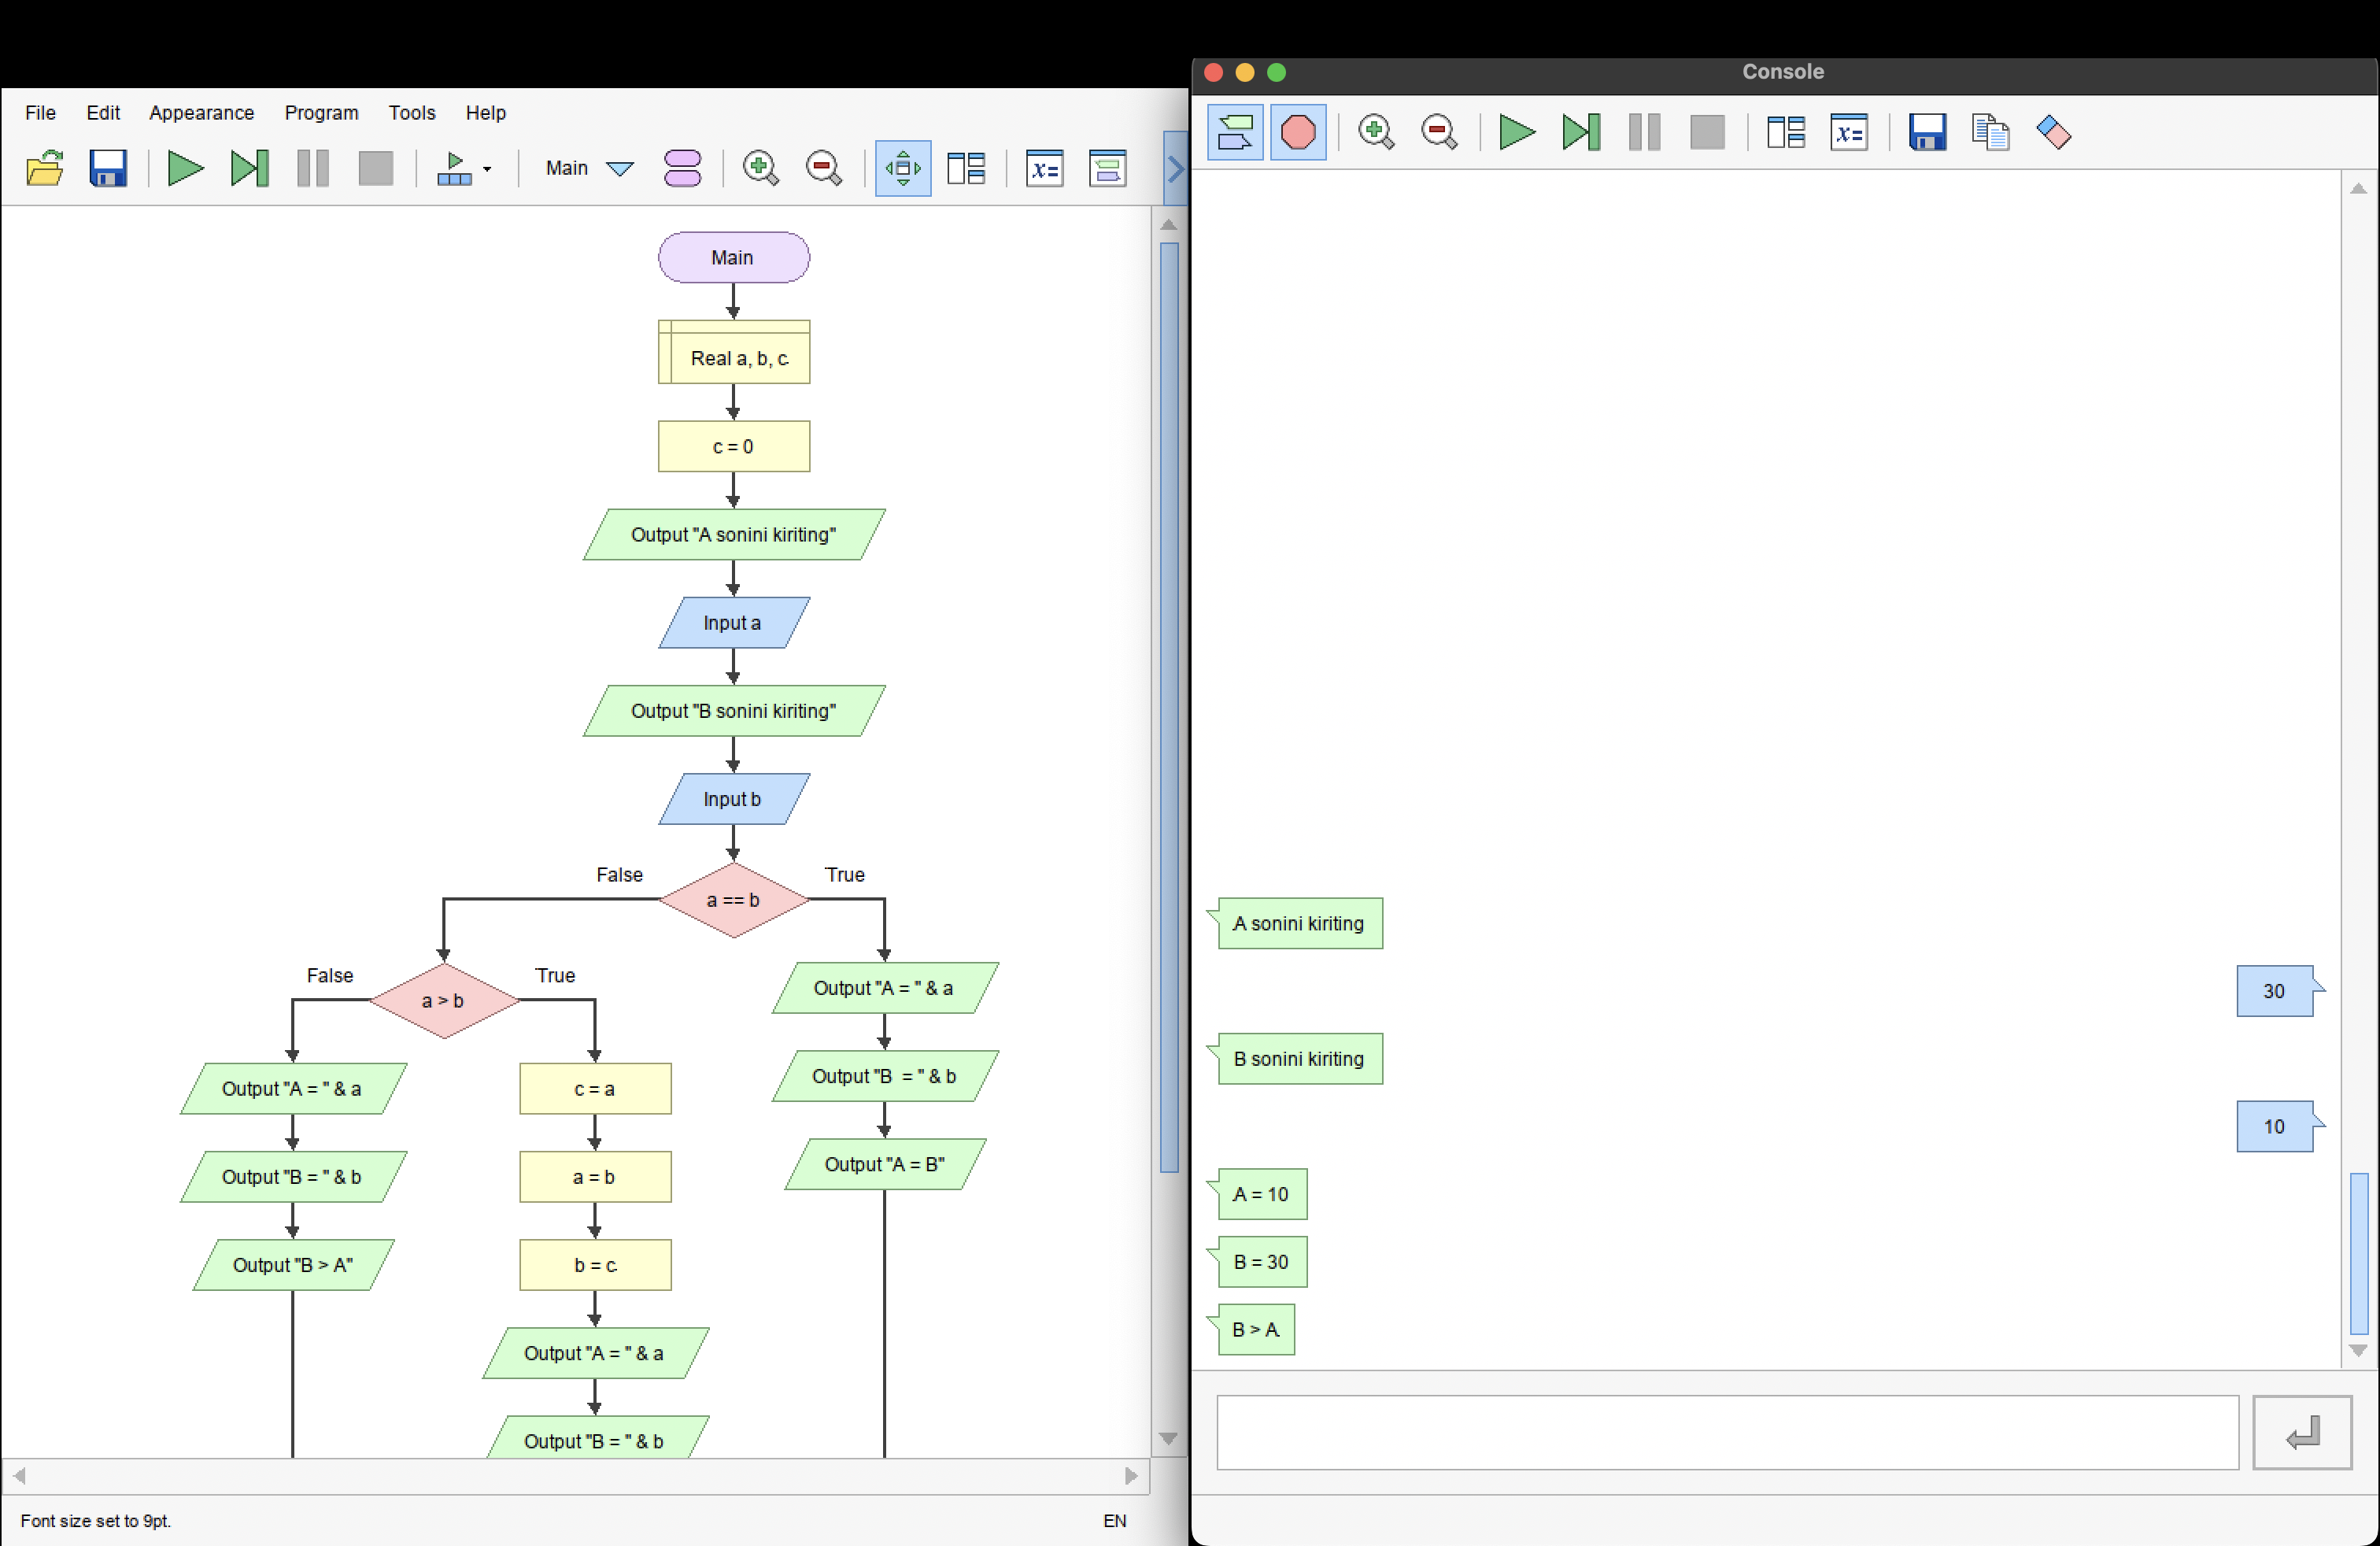 File Edit Appearance Program Tools Help
Main
x=
Main
Real a, b, c
c = 0
Output "A sonini kiriting"
Input a
Output "B sonini kiriting"
Input b
False
a == b
True
False
a > b
True
Output "A = " & a
Output "B = " & b
Output "B > A"
c = a
a = b
b = c
Output "A = " & a
Output "B = " & b
Output "A = " & a
Output "B  = " & b
Output "A = B"
Font size set to 9pt.
EN
Console
x=
A sonini kiriting
30
B sonini kiriting
10
A = 10
B = 30
B > A